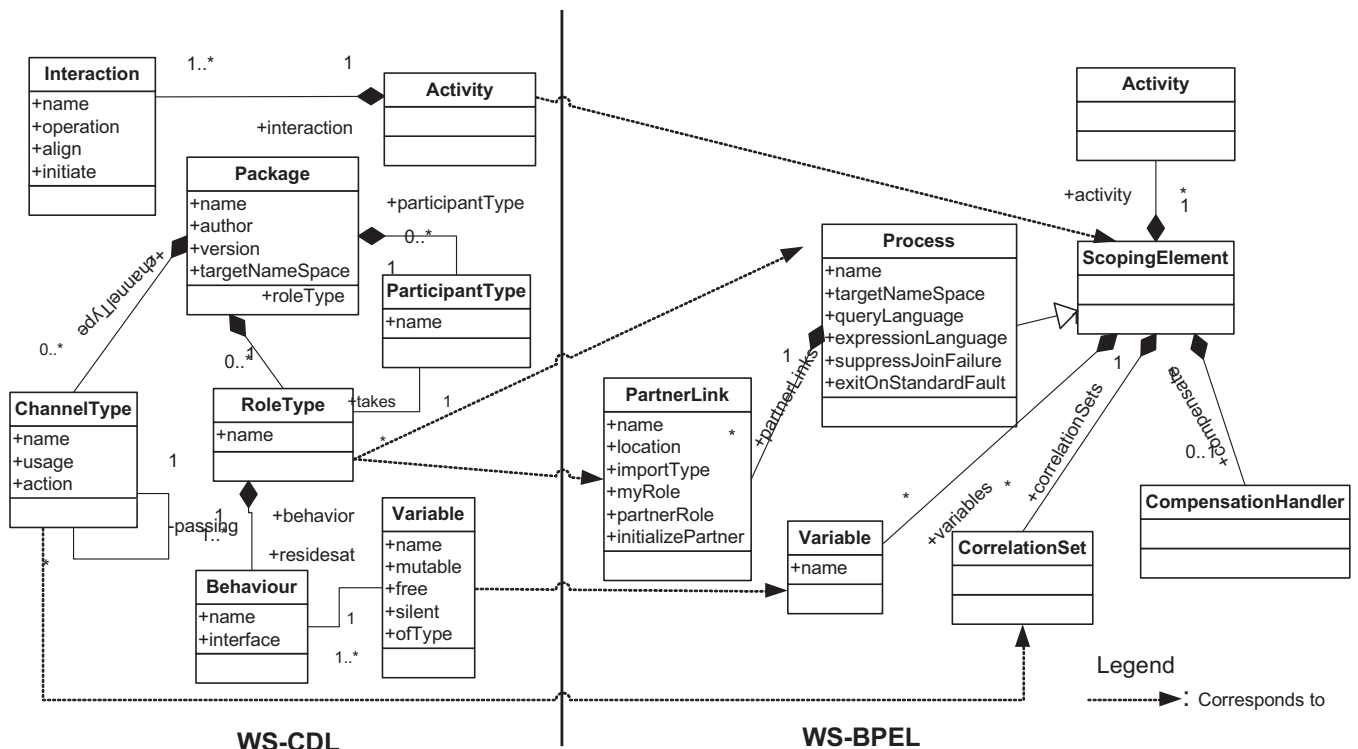 1..*
1
Interaction
+name
+operation
+align
+initiate
Activity
+interaction
Package
+name
+author
+version
+targetNameSpace
+roleType
+participantType
0..*
1
ParticipantType
+name
+channelType
0..*
1
0..*
ChannelType
+name
+usage
+action
RoleType
+name
+takes
1
*
1
-passing
*
1
1..*
+behavior
+residesat
Behaviour
+name
+interface
1
1..*
Variable
+name
+mutable
+free
+silent
+ofType
WS-CDL
Activity
+activity
*
1
ScopingElement
Process
+name
+targetNameSpace
+queryLanguage
+expressionLanguage
+suppressJoinFailure
+exitOnStandardFault
1
+partnerLinks
PartnerLink
+name
*
+location
+importType
+myRole
+partnerRole
+initializePartner
1
+correlationSets
+compensate
0..1
*
+variables
*
Variable
+name
CorrelationSet
CompensationHandler
Legend
: Corresponds to
WS-BPEL